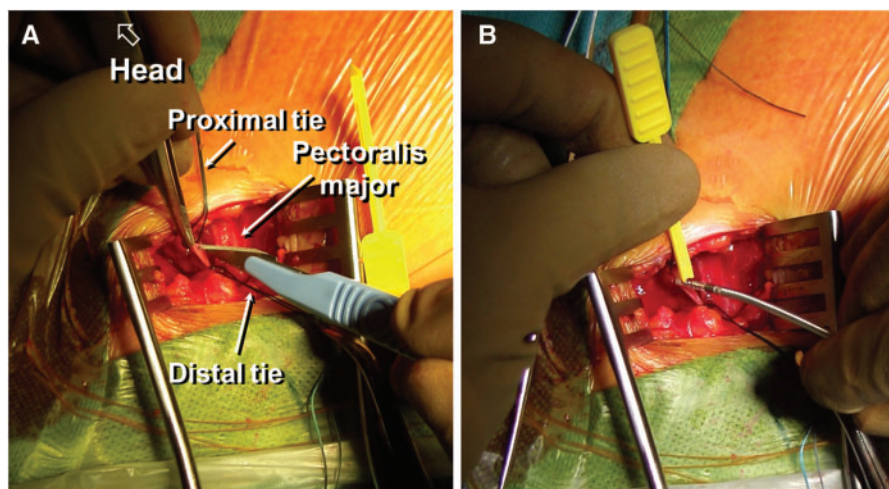 A
Head
Proximal tie
Pectoralis
major
Distal tie
B